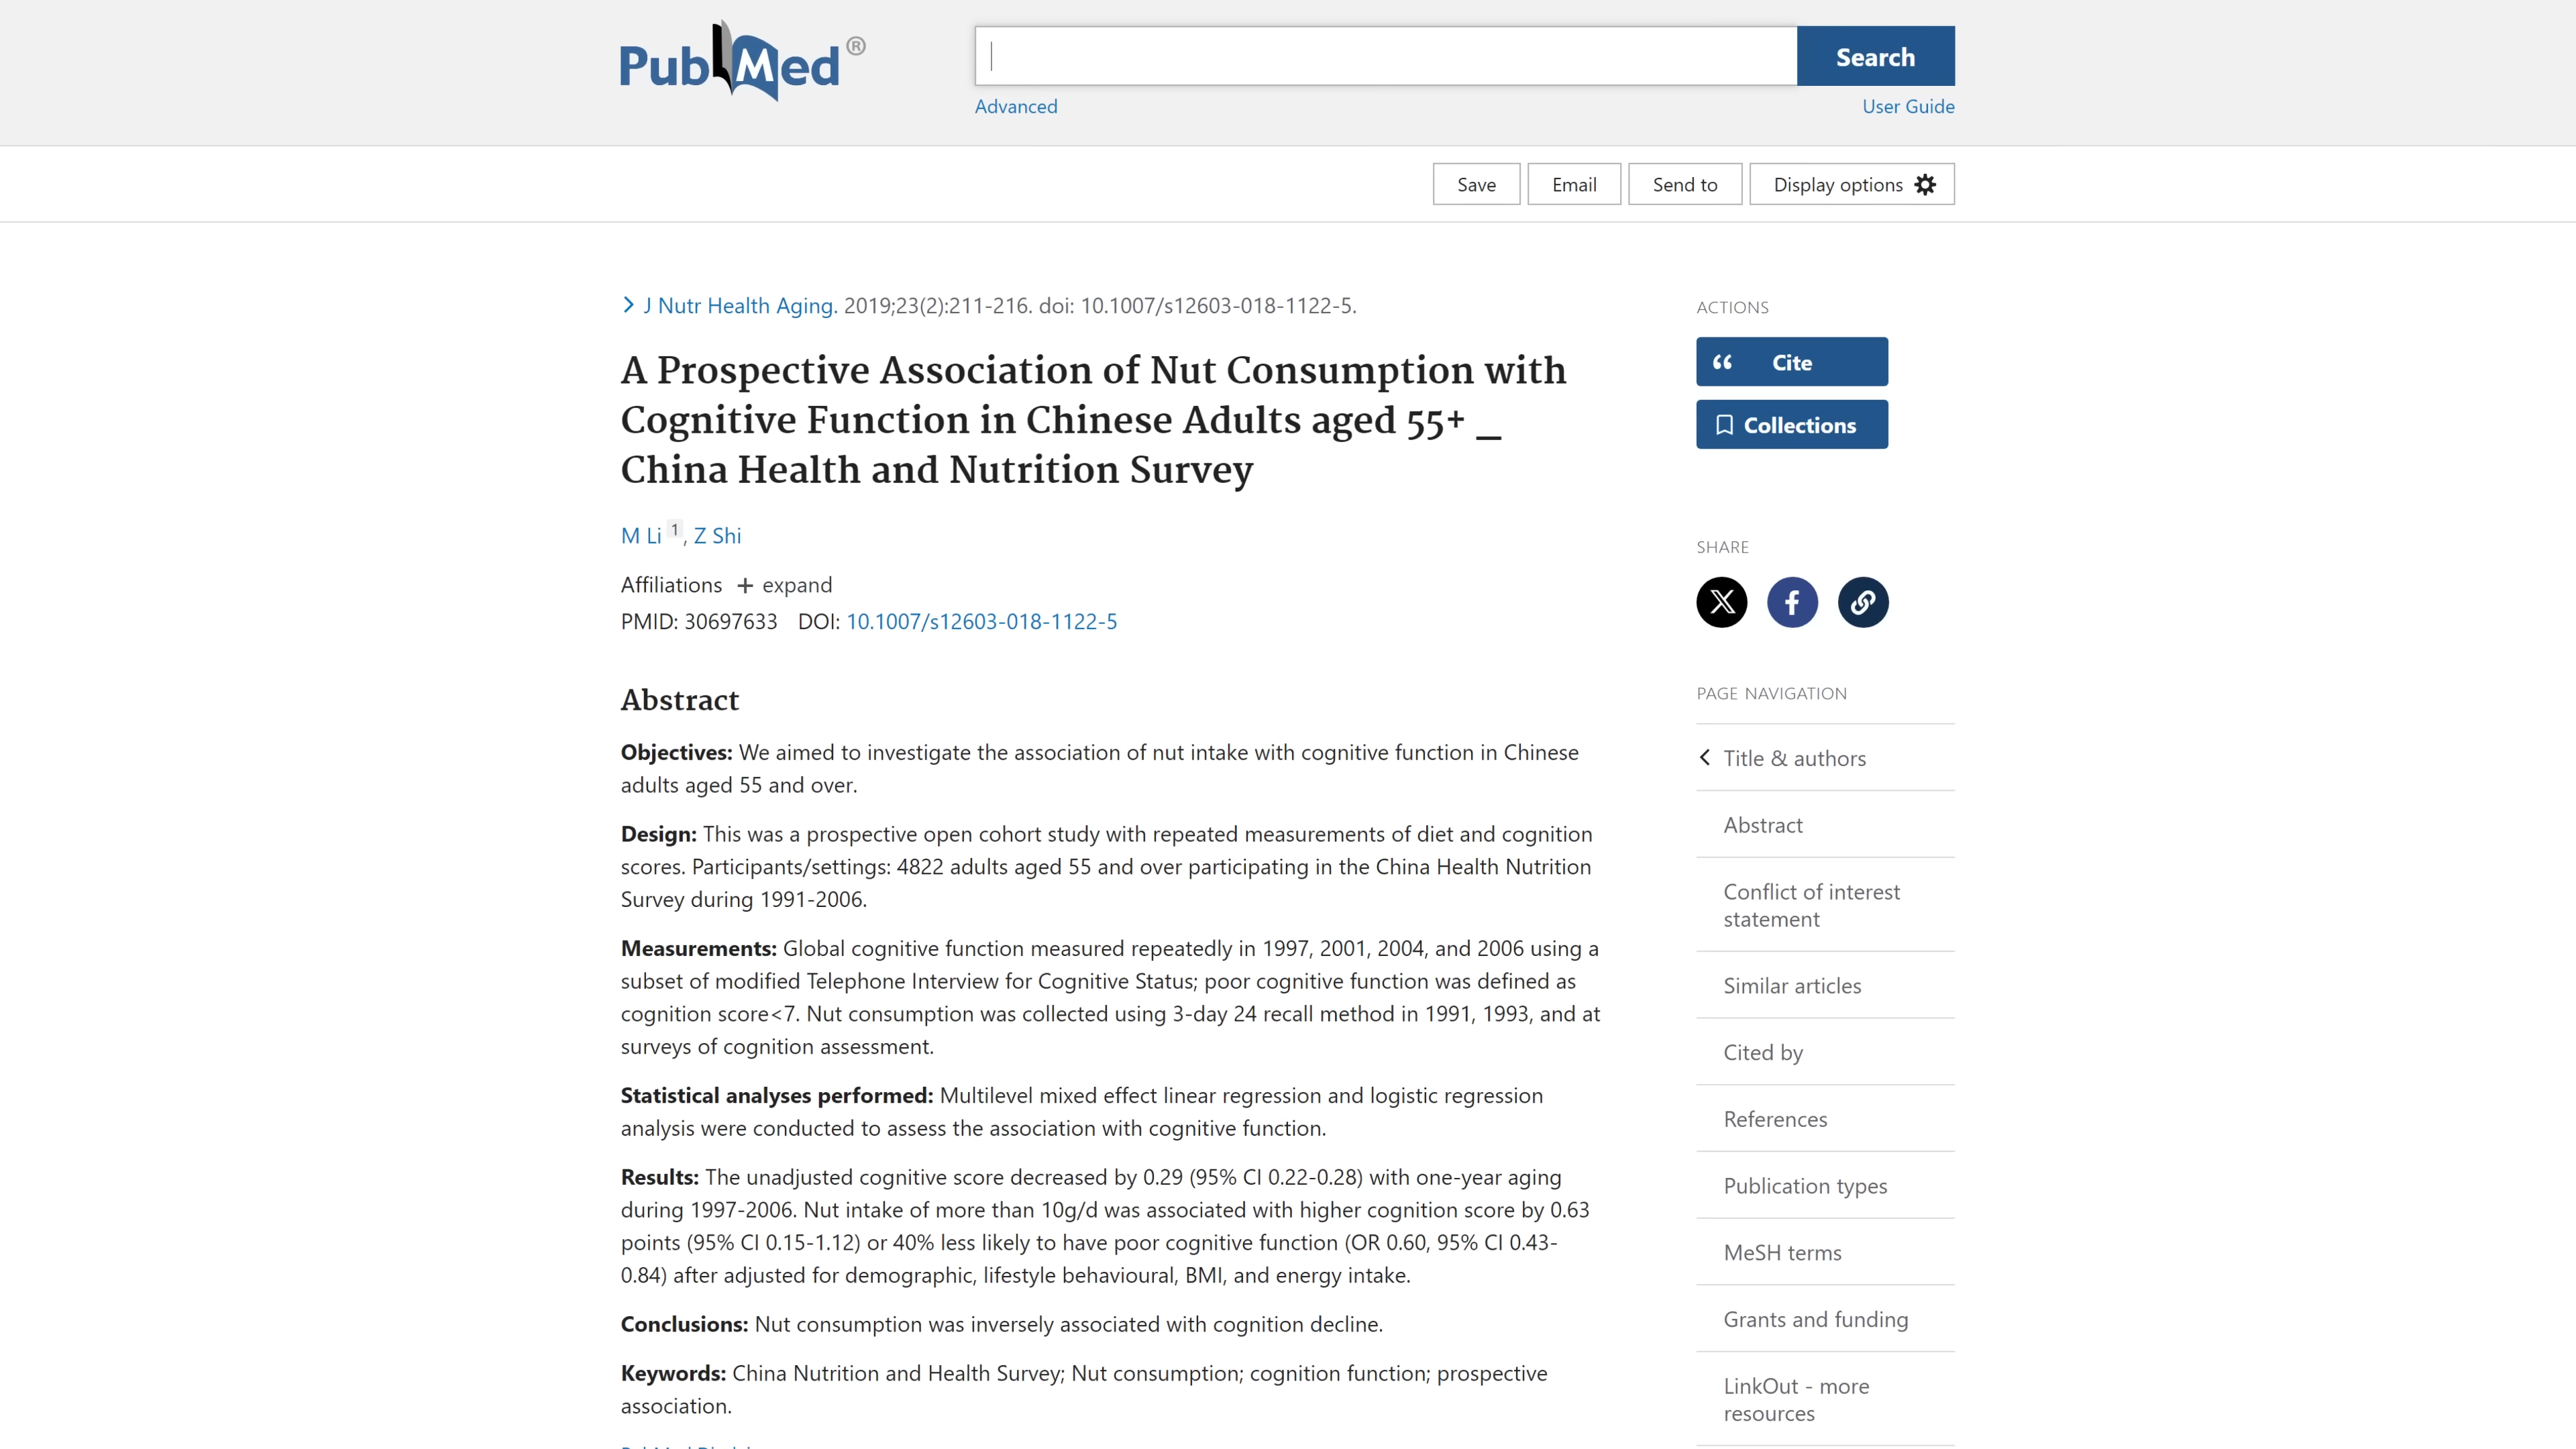 PubMed®
Search
Advanced
User Guide
Save
Email
Send to
Display options
J Nutr Health Aging. 2019;23(2):211-216. doi: 10.1007/s12603-018-1122-5.
A Prospective Association of Nut Consumption with
Cognitive Function in Chinese Adults aged 55+ _
China Health and Nutrition Survey
M Li 1, Z Shi
Affiliations + expand
PMID: 30697633 DOI: 10.1007/s12603-018-1122-5
Abstract
Objectives: We aimed to investigate the association of nut intake with cognitive function in Chinese
adults aged 55 and over.
Design: This was a prospective open cohort study with repeated measurements of diet and cognition
scores. Participants/settings: 4822 adults aged 55 and over participating in the China Health Nutrition
Survey during 1991-2006.
Measurements: Global cognitive function measured repeatedly in 1997, 2001, 2004, and 2006 using a
subset of modified Telephone Interview for Cognitive Status; poor cognitive function was defined as
cognition score<7. Nut consumption was collected using 3-day 24 recall method in 1991, 1993, and at
surveys of cognition assessment.
Statistical analyses performed: Multilevel mixed effect linear regression and logistic regression
analysis were conducted to assess the association with cognitive function.
Results: The unadjusted cognitive score decreased by 0.29 (95% CI 0.22-0.28) with one-year aging
during 1997-2006. Nut intake of more than 10g/d was associated with higher cognition score by 0.63
points (95% CI 0.15-1.12) or 40% less likely to have poor cognitive function (OR 0.60, 95% CI 0.43-
0.84) after adjusted for demographic, lifestyle behavioural, BMI, and energy intake.
Conclusions: Nut consumption was inversely associated with cognition decline.
Keywords: China Nutrition and Health Survey; Nut consumption; cognition function; prospective
association.
ACTIONS
Cite
Collections
SHARE
PAGE NAVIGATION
Title & authors
Abstract
Conflict of interest
statement
Similar articles
Cited by
References
Publication types
MeSH terms
Grants and funding
LinkOut - more
resources